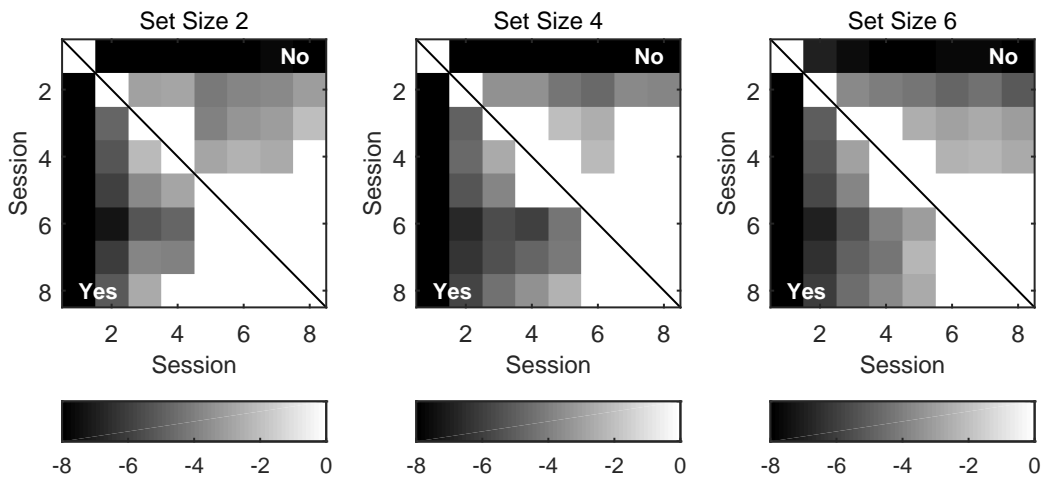 Set Size 2
No
Session
2
4
6
8
Yes
2 4 6 8
Session
-8 -6 -4 -2 0
Set Size 4
No
Session
2
4
6
8
Yes
2 4 6 8
Session
-8 -6 -4 -2 0
Set Size 6
No
Session
2
4
6
8
Yes
2 4 6 8
Session
-8 -6 -4 -2 0